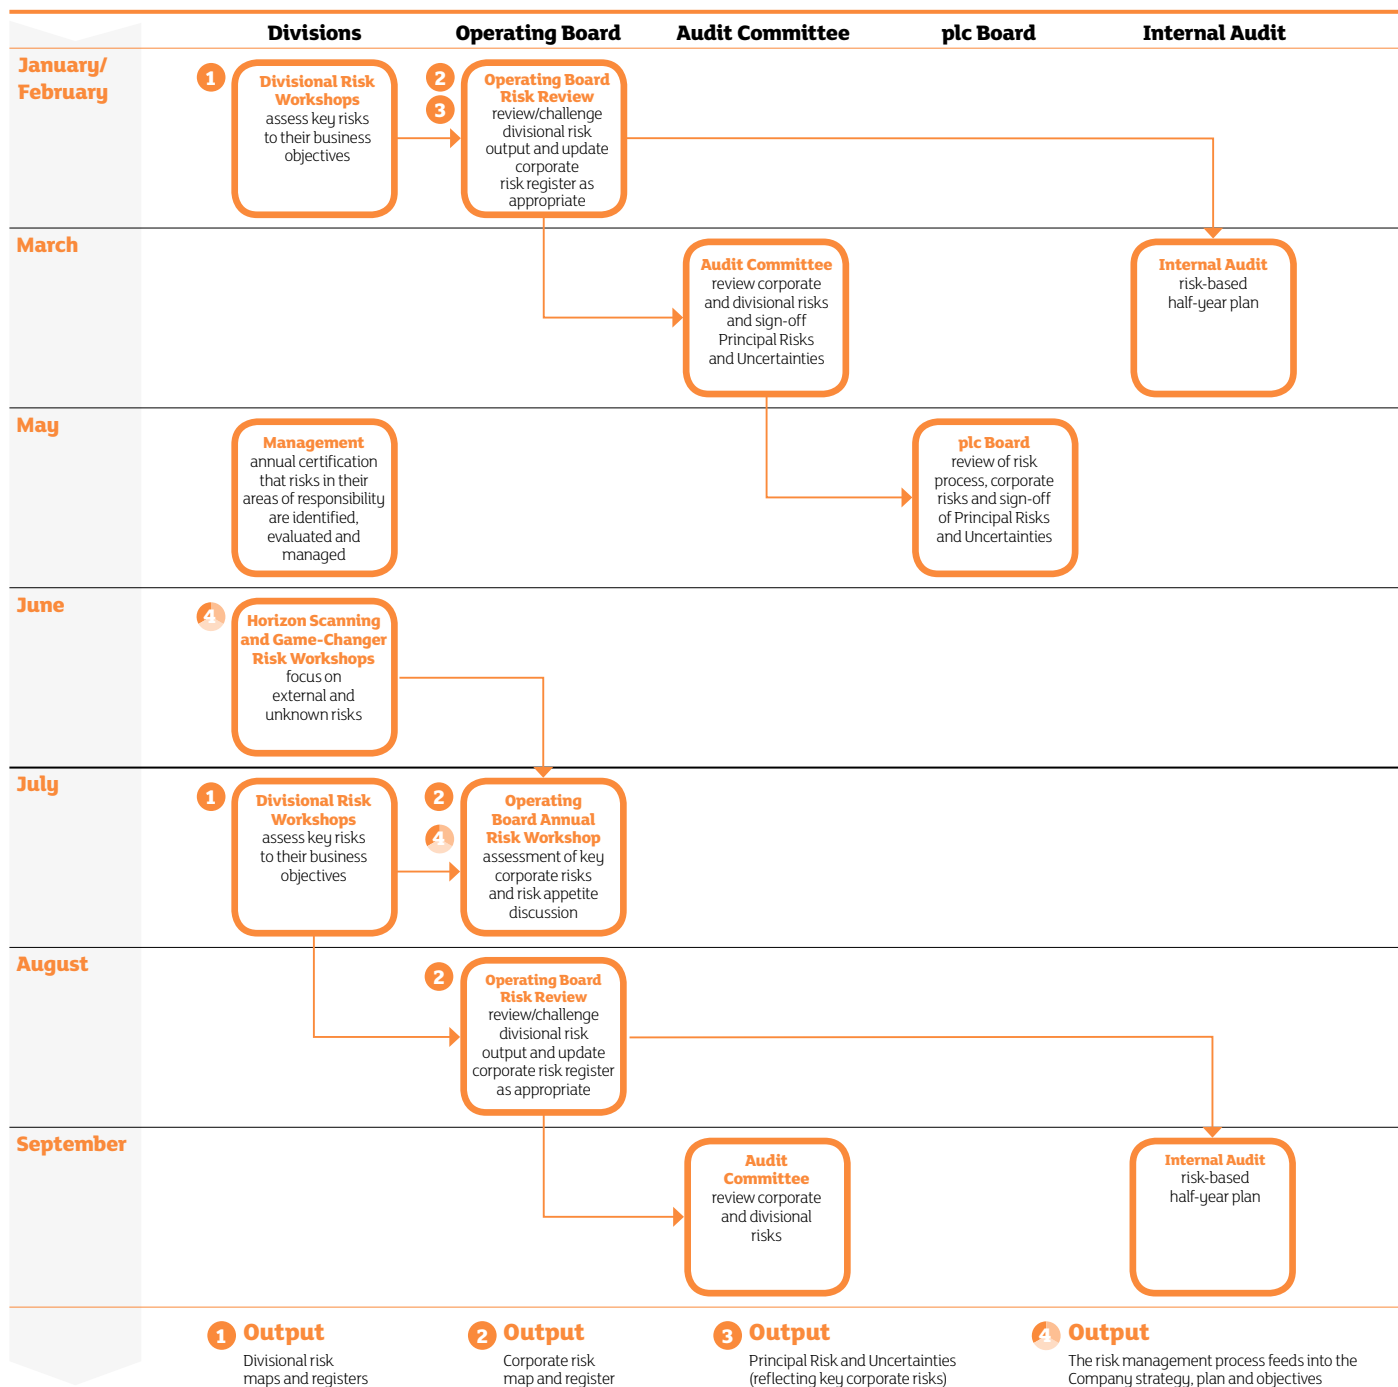 Divisions
Operating Board
Audit Committee
plc Board
Internal Audit
January/
February
1
Divisional Risk
Workshops
assess key risks
to their business
objectives
2
3
Operating Board
Risk Review
review/challenge
divisional risk
output and update
corporate
risk register as
appropriate
March
Audit Committee
review corporate
and divisional risks
and sign-off
Principal Risks
and Uncertainties
Internal Audit
risk-based
half-year plan
May
Management
annual certification
that risks in their
areas of responsibility
are identified,
evaluated and
managed
plc Board
review of risk
process, corporate
risks and sign-off
of Principal Risks
and Uncertainties
June
4
Horizon Scanning
and Game-Changer
Risk Workshops
focus on
external and
unknown risks
July
1
Divisional Risk
Workshops
assess key risks
to their business
objectives
2
4
Operating
Board Annual
Risk Workshop
assessment of key
corporate risks
and risk appetite
discussion
August
2
Operating Board
Risk Review
review/challenge
divisional risk
output and update
corporate risk register
as appropriate
September
Audit
Committee
review corporate
and divisional
risks
Internal Audit
risk-based
half-year plan
1 Output
Divisional risk
maps and registers
2 Output
Corporate risk
map and register
3 Output
Principal Risk and Uncertainties
(reflecting key corporate risks)
4 Output
The risk management process feeds into the
Company strategy, plan and objectives